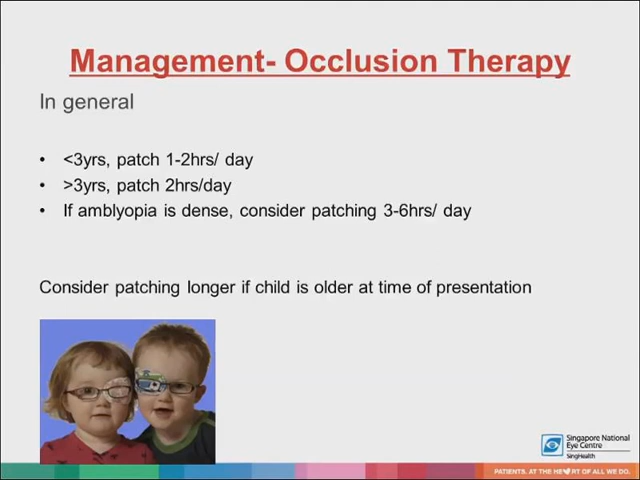 Management- Occlusion Therapy
In general
• <3yrs, patch 1-2hrs/ day
• >3yrs, patch 2hrs/day
• If amblyopia is dense, consider patching 3-6hrs/ day
Consider patching longer if child is older at time of presentation
Singapore National
Eye Centre
SingHealth
PATIENTS. AT THE HE♥RT OF ALL WE DO.